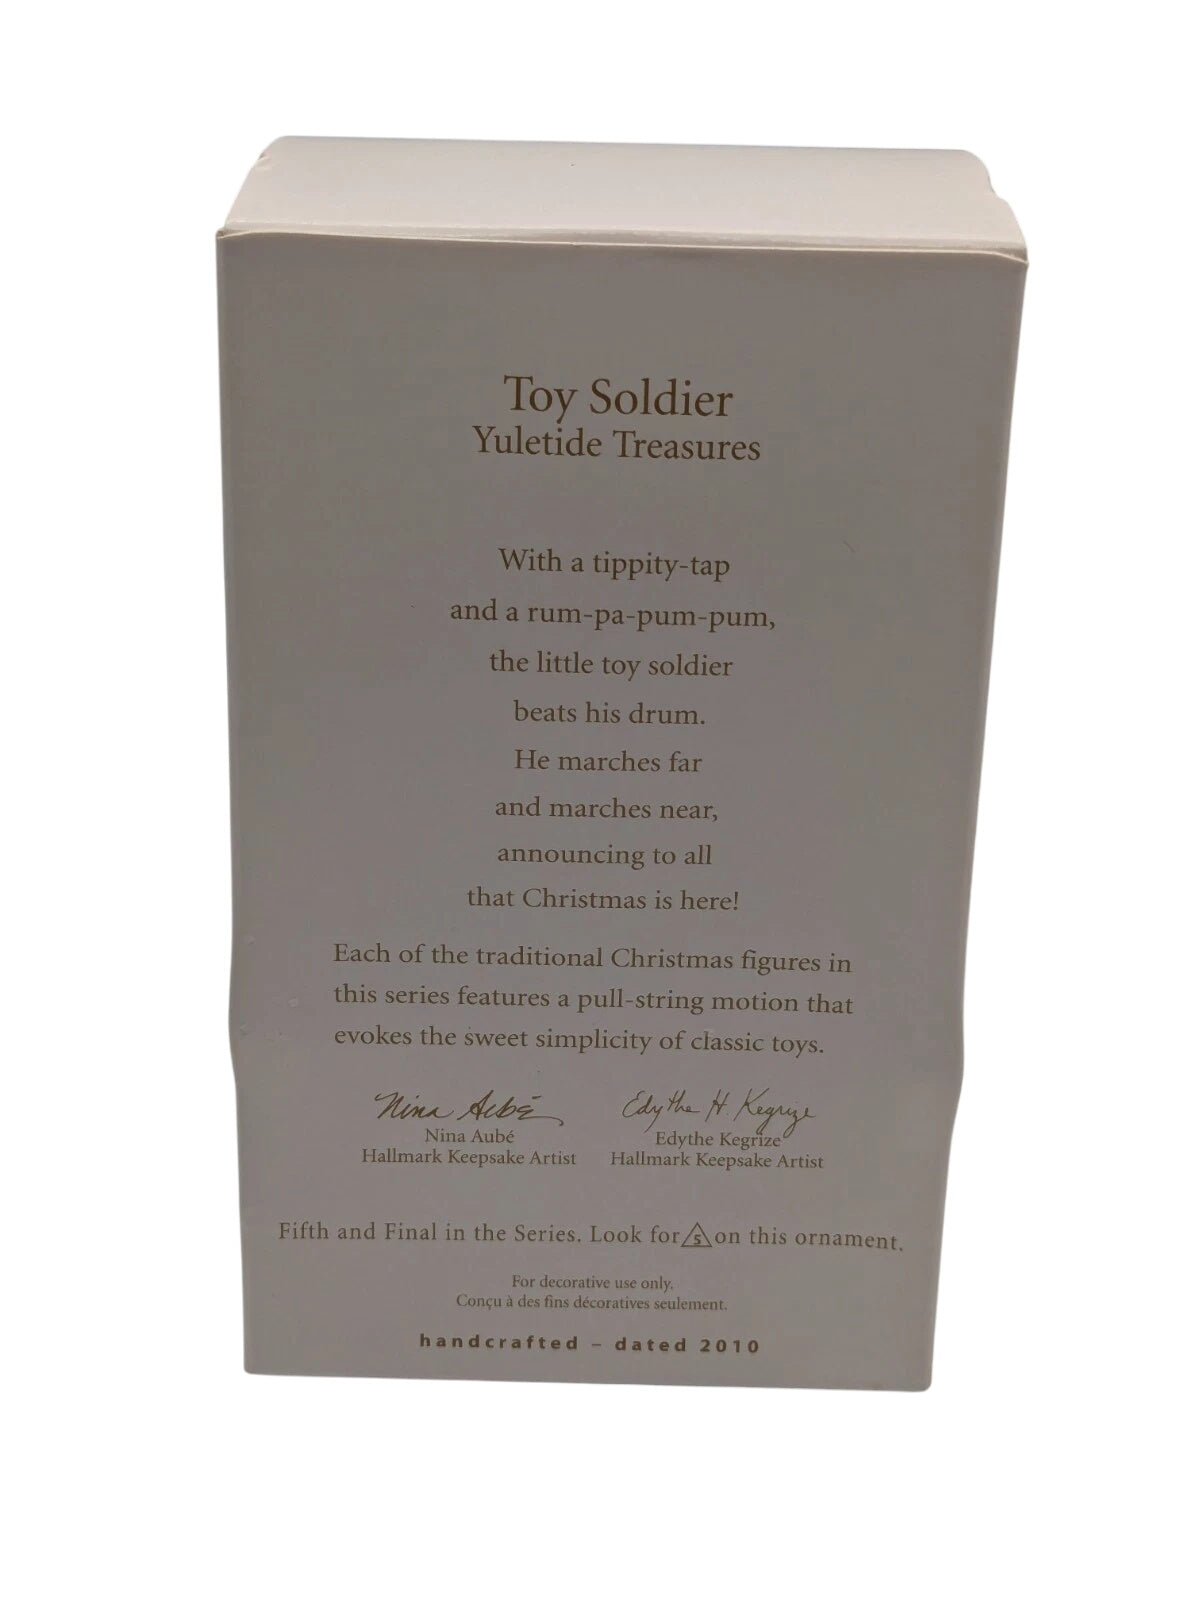 Toy Soldier
Yuletide Treasures
With a tippity-tap
and a rum-pa-pum-pum,
the little toy soldier
beats his drum.
He marches far
and marches near,
announcing to all
that Christmas is here!
Each of the traditional Christmas figures in
this series features a pull-string motion that
evokes the sweet simplicity of classic toys.
Nina Aubé Edythe H. Kegrize
Nina Aubé Edythe Kegrize
Hallmark Keepsake Artist Hallmark Keepsake Artist
Fifth and Final in the Series. Look for 5 on this ornament.
For decorative use only.
Conçu à des fins décoratives seulement.
handcrafted – dated 2010